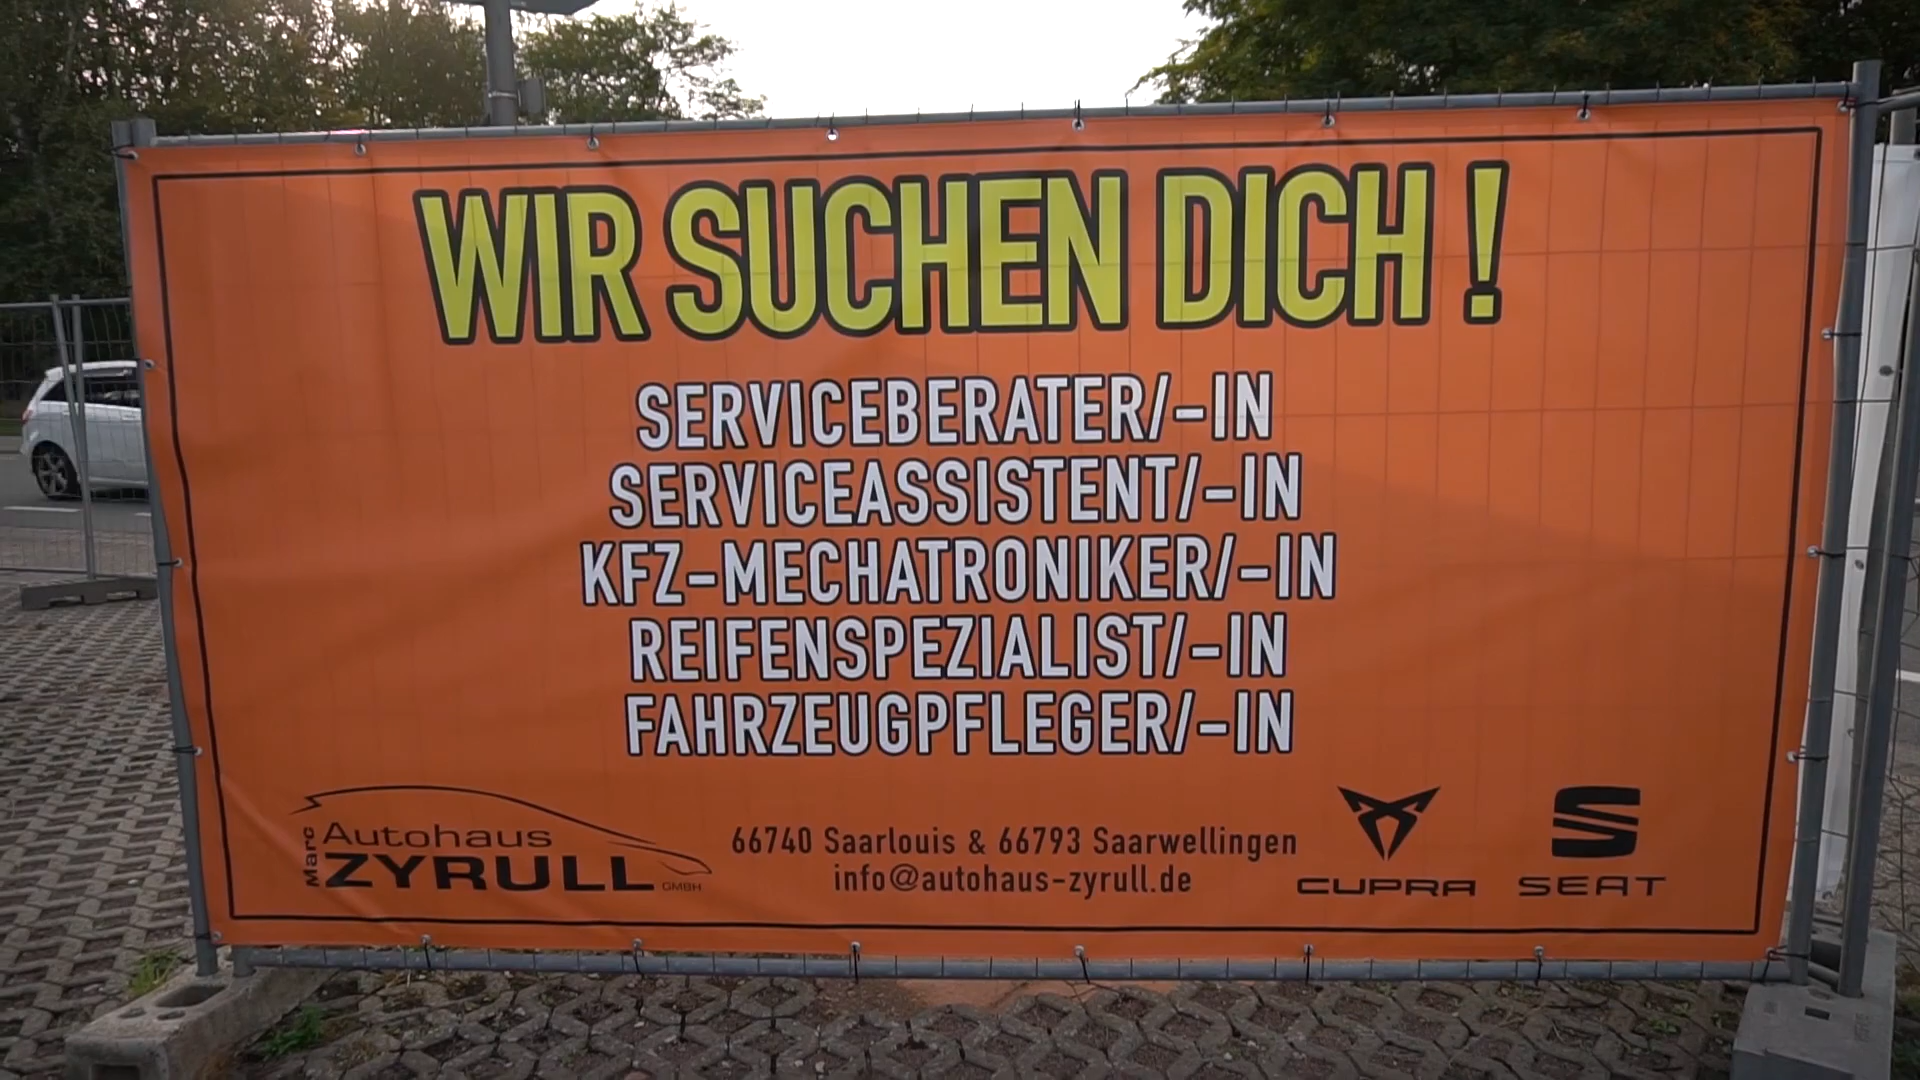 WIR SUCHEN DICH !
SERVICEBERATER/-IN
SERVICEASSISTENT/-IN
KFZ-MECHATRONIKER/-IN
REIFENSPEZIALIST/-IN
FAHRZEUGPFLEGER/-IN
Marc Autohaus
ZYRULL GMBH
66740 Saarlouis & 66793 Saarwellingen
info@autohaus-zyrull.de
CUPRA
SEAT